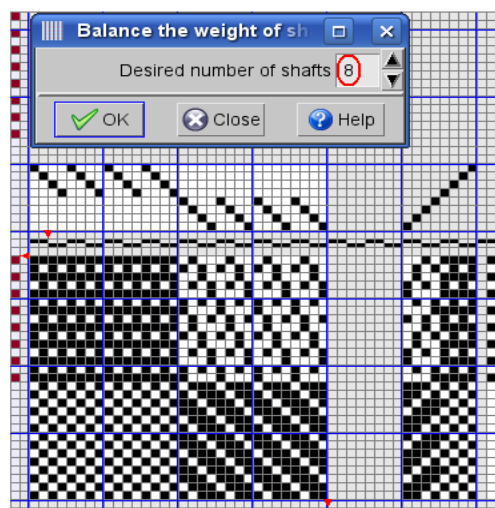 Balance the weight of sh
Desired number of shafts 8
OK Close Help